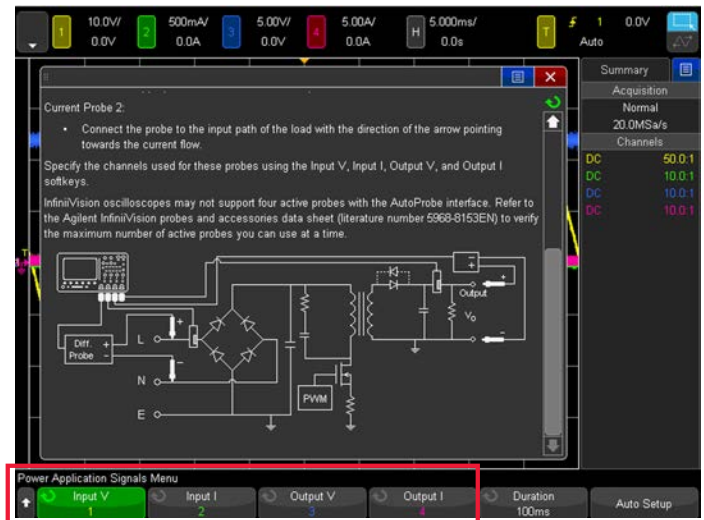 1 10.0V/ 0.0V 2 500mA/ 0.0A 3 5.00V/ 0.0V 4 5.00A/ 0.0A H 5.000ms/ 0.0s T 1 0.0V
Auto
Summary
Acquisition
Normal
20.0MSa/s
Channels
DC 50.0:1
DC 10.0:1
DC 10.0:1
DC 10.0:1
Current Probe 2:
• Connect the probe to the input path of the load with the direction of the arrow pointing
towards the current flow.
Specify the channels used for these probes using the Input V, Input I, Output V, and Output I
softkeys.
InfiniiVision oscilloscopes may not support four active probes with the AutoProbe interface. Refer to
the Agilent InfiniiVision probes and accessories data sheet (literature number 5968-8153EN) to verify
the maximum number of active probes you can use at a time.
Output
Vo
Diff. +
Probe -
L
N
E
PWM
Power Application Signals Menu
Input V
1
Input I
2
Output V
3
Output I
4
Duration
100ms
Auto Setup